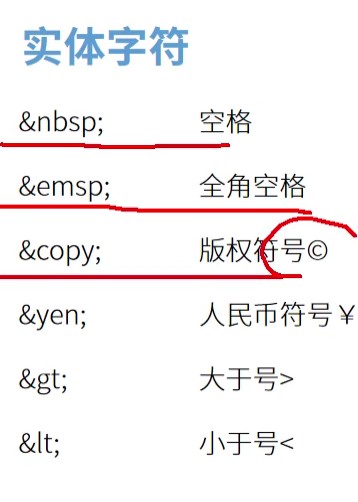 实体字符
&nbsp; 空格
&emsp; 全角空格
&copy; 版权符号©
&yen; 人民币符号￥
&gt; 大于号>
&lt; 小于号<